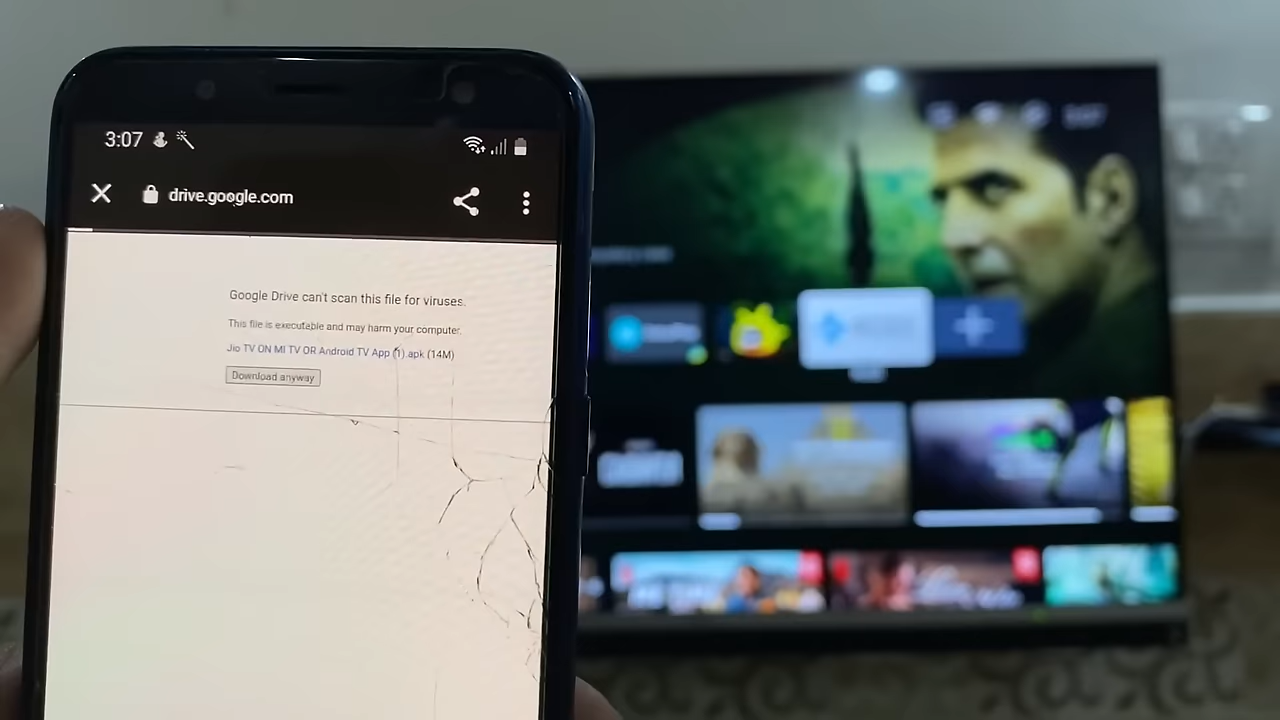 3:07
drive.google.com
Google Drive can't scan this file for viruses.
This file is executable and may harm your computer.
Jio TV ON MI TV OR Android TV App (1).apk (14M)
Download anyway